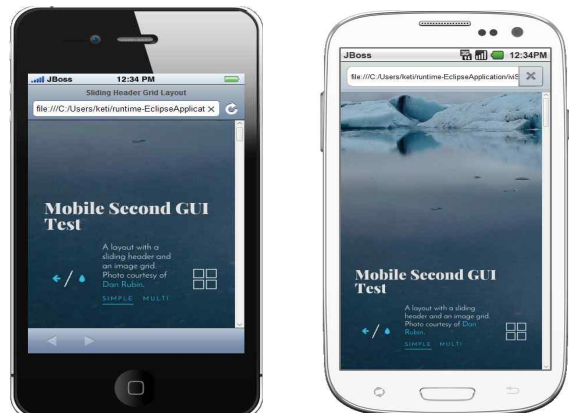 JBoss 12:34 PM
Sliding Header Grid Layout
file:///C:/Users/keti/runtime-EclipseApplicat
Mobile Second GUI
Test
A layout with a
sliding header and
an image grid.
Photo courtesy of
Dan Rubin.
SIMPLE MULTI
JBoss 12:34PM
file:///C:/Users/keti/runtime-EclipseApplication/
Mobile Second GUI
Test
A layout with a sliding
header and an image grid.
Photo courtesy of Dan
Rubin.
SIMPLE MULTI